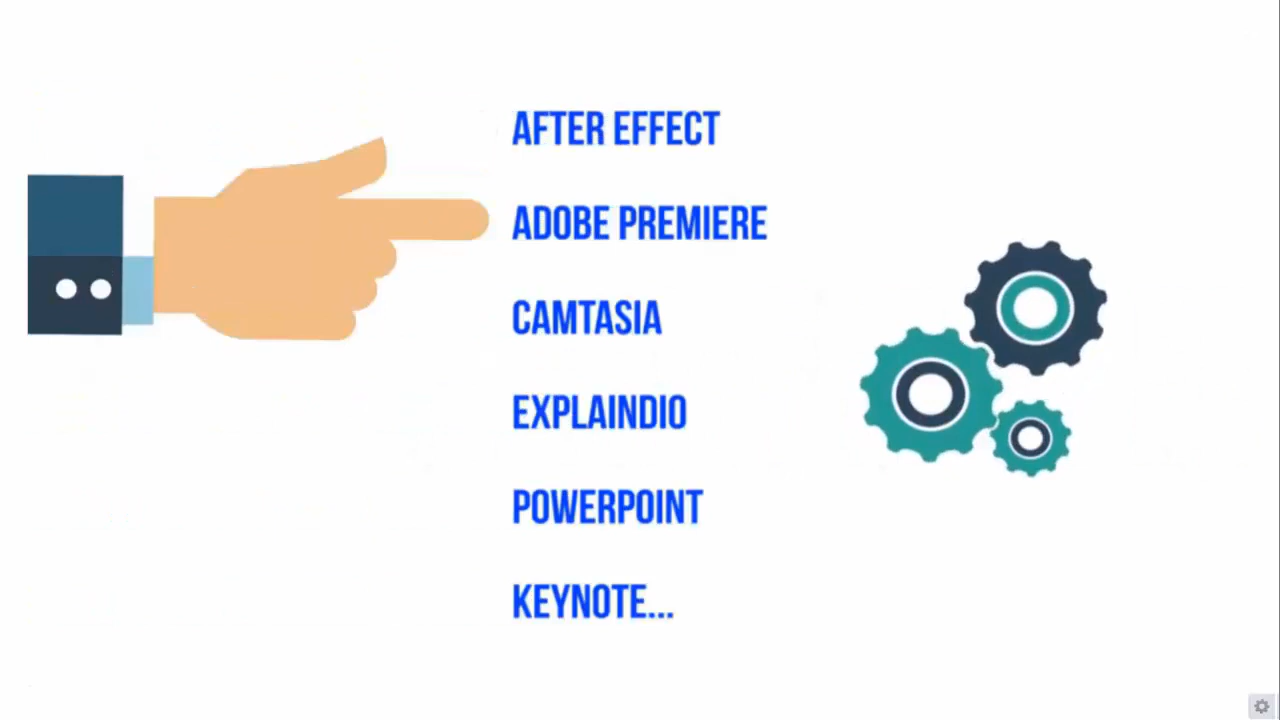 AFTER EFFECT
ADOBE PREMIERE
CAMTASIA
EXPLAINDIO
POWERPOINT
KEYNOTE...